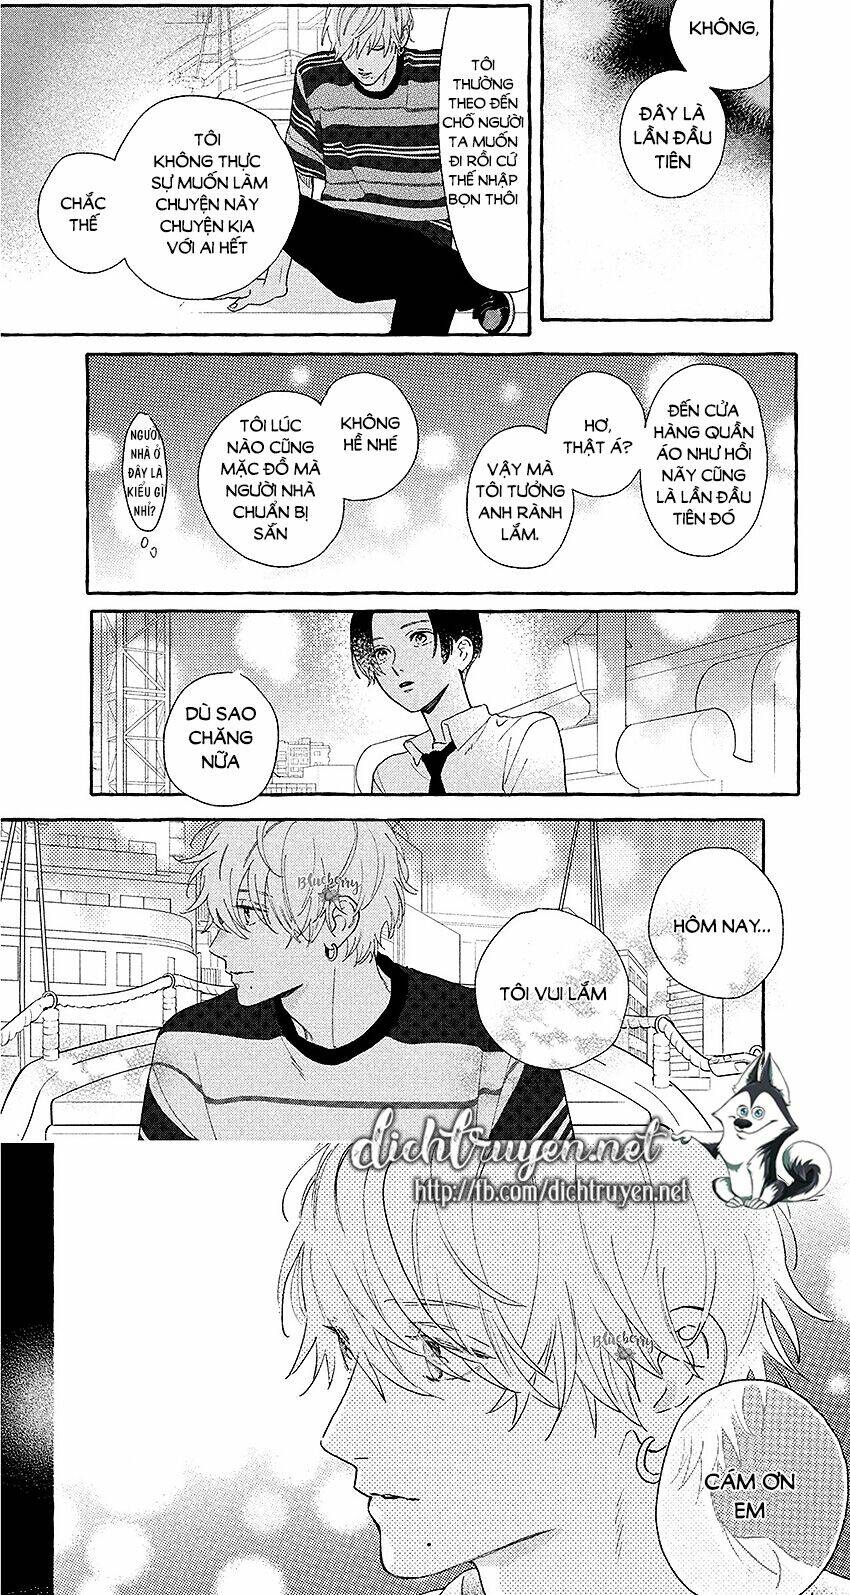 KHÔNG,
ĐÂY LÀ
LẦN ĐẦU
TIÊN
TÔI
THƯỜNG
THEO ĐẾN
CHỖ NGƯỜI
TA MUỐN
ĐI RỒI CỨ
THẾ NHẬP
BỌN THÔI
TÔI
KHÔNG THỰC
SỰ MUỐN LÀM
CHUYỆN NÀY
CHUYỆN KIA
VỚI AI HẾT
CHẮC
THẾ
ĐẾN CỬA
HÀNG QUẦN
ÁO NHƯ HỒI
NÃY CŨNG
LÀ LẦN ĐẦU
TIÊN ĐÓ
HƠ,
THẬT Á?
VẬY MÀ
TÔI TƯỞNG
ANH RÀNH
LẮM.
KHÔNG
HỀ NHÉ
TÔI LÚC
NÀO CŨNG
MẶC ĐỒ MÀ
NGƯỜI NHÀ
CHUẨN BỊ
SẴN
NGƯỜI
NHÀ Ở
ĐÂY LÀ
KIỂU GÌ
NHỈ?
DÙ SAO
CHĂNG
NỮA
HÔM NAY...
TÔI VUI LẮM
Blueberry
dichtruyen.net
http://fb.com/dichtruyen.net
Blueberry
CÁM ƠN
EM